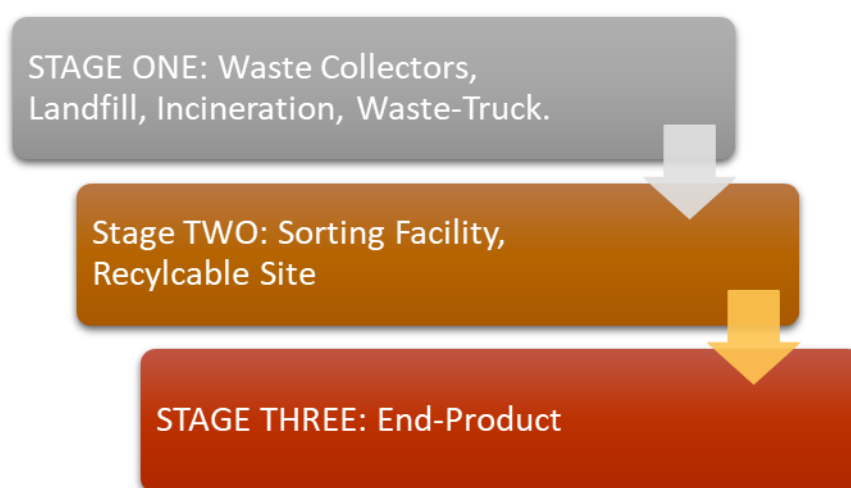 STAGE ONE: Waste Collectors,
Landfill, Incineration, Waste-Truck.
Stage TWO: Sorting Facility,
Recylcable Site
STAGE THREE: End-Product